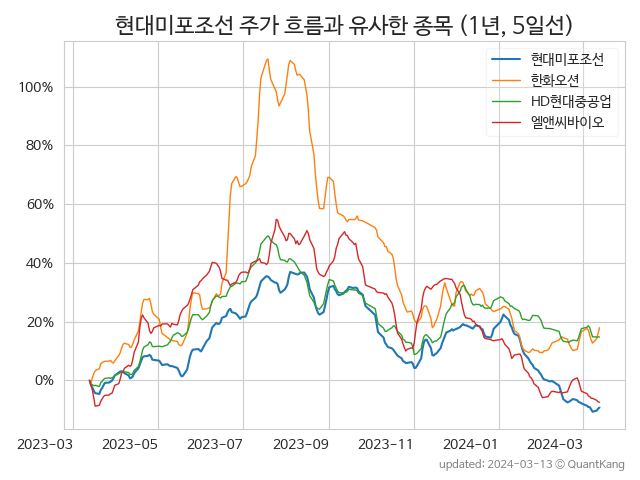 현대미포조선 주가 흐름과 유사한 종목 (1년, 5일선)
현대미포조선
한화오션
HD현대중공업
엘앤씨바이오
100%
80%
60%
40%
20%
0%
2023-03 2023-05 2023-07 2023-09 2023-11 2024-01 2024-03
updated: 2024-03-13 © QuantKang